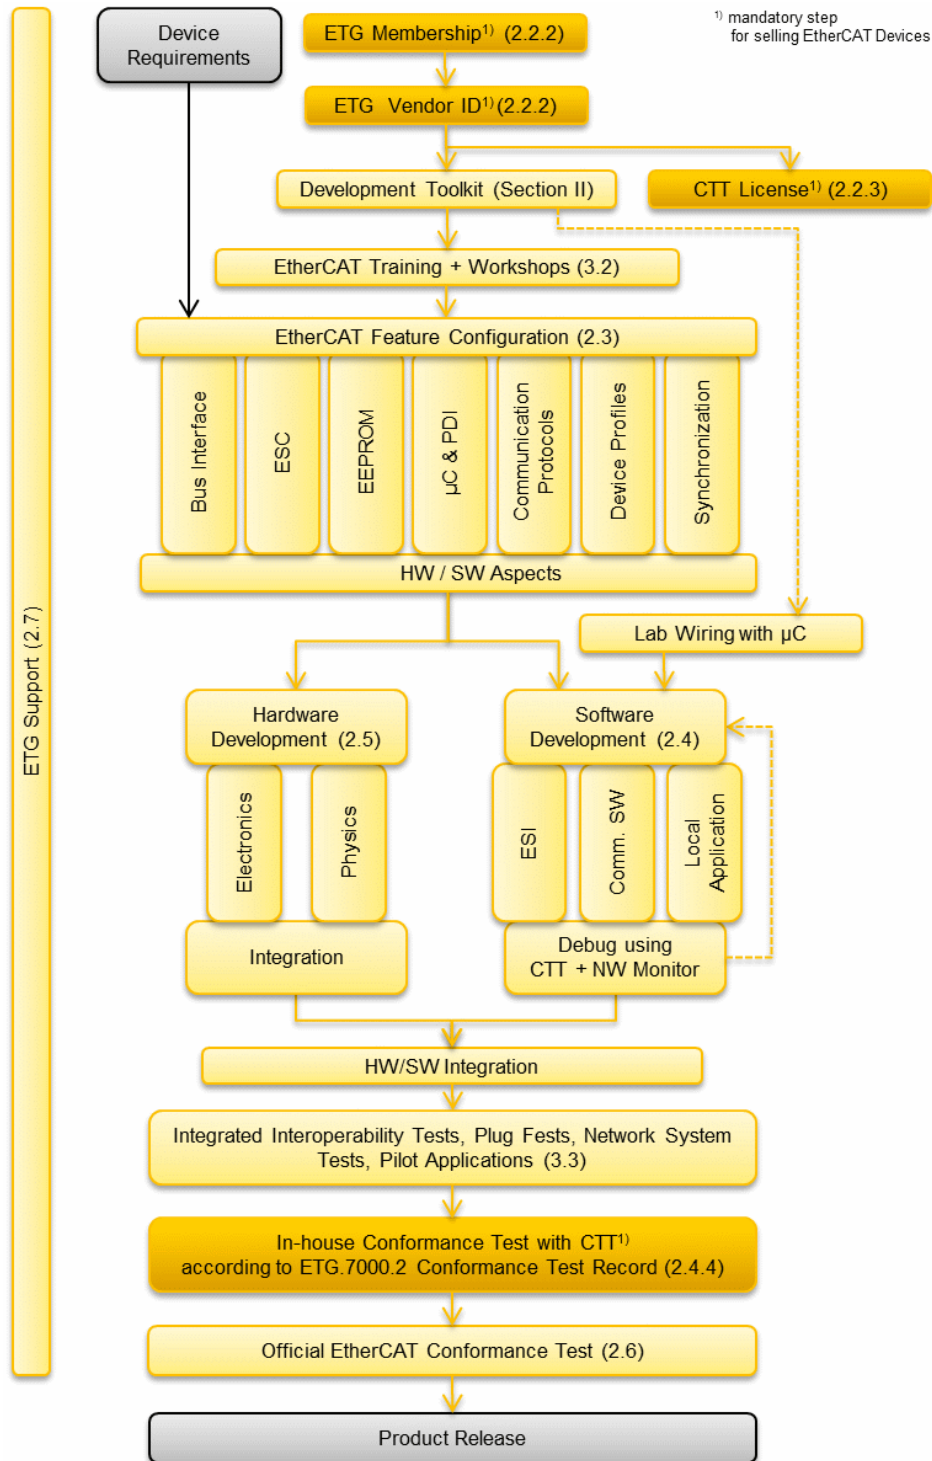 Device
Requirements
ETG Membership¹⁾ (2.2.2)
¹⁾ mandatory step
for selling EtherCAT Devices
ETG Vendor ID¹⁾ (2.2.2)
Development Toolkit (Section II)
CTT License¹⁾ (2.2.3)
EtherCAT Training + Workshops (3.2)
EtherCAT Feature Configuration (2.3)
Bus Interface
ESC
EEPROM
µC & PDI
Communication
Protocols
Device Profiles
Synchronization
HW / SW Aspects
Lab Wiring with µC
ETG Support (2.7)
Hardware
Development (2.5)
Software
Development (2.4)
Electronics
Physics
ESI
Comm. SW
Local
Application
Integration
Debug using
CTT + NW Monitor
HW/SW Integration
Integrated Interoperability Tests, Plug Fests, Network System
Tests, Pilot Applications (3.3)
In-house Conformance Test with CTT¹⁾
according to ETG.7000.2 Conformance Test Record (2.4.4)
Official EtherCAT Conformance Test (2.6)
Product Release